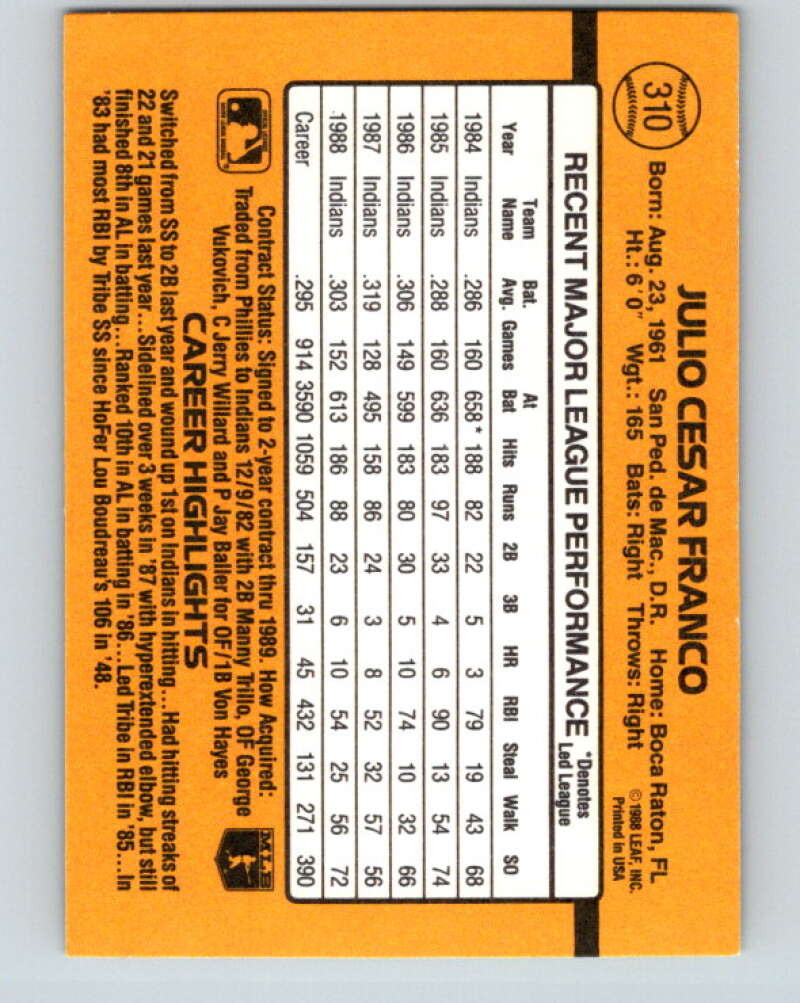 310
JULIO CESAR FRANCO
Born: Aug. 23, 1961 San Ped. de Mac., D.R. Home: Boca Raton, FL
Ht.: 6'0" Wgt.: 165 Bats: Right Throws: Right
©1988 LEAF, INC.
Printed in USA
RECENT MAJOR LEAGUE PERFORMANCE
*Denotes
Led League
Year Team Name Bat. Avg. Games At Bat Hits Runs 2B 3B HR RBI Steal Walk SO
1984 Indians .286 160 658* 188 82 22 5 3 79 19 43 68
1985 Indians .288 160 636 183 97 33 4 6 90 13 54 74
1986 Indians .306 149 599 183 80 30 5 10 74 10 32 66
1987 Indians .319 128 495 158 86 24 3 8 52 32 57 56
1988 Indians .303 152 613 186 88 23 6 10 54 25 56 72
Career .295 914 3590 1059 504 157 31 45 432 131 271 390
Contract Status: Signed to 2-year contract thru 1989. How Acquired:
Traded from Phillies to Indians 12/9/82 with 2B Manny Trillo, OF George
Vukovich, C Jerry Willard and P Jay Baller for OF/1B Von Hayes
MLB
CAREER HIGHLIGHTS
Switched from SS to 2B last year and wound up 1st on Indians in hitting...Had hitting streaks of
22 and 21 games last year...Sidelined over 3 weeks in '87 with hyperextended elbow, but still
finished 8th in AL in batting...Ranked 10th in AL in batting in '86...Led Tribe in RBI in '85...In
'83 had most RBI by Tribe SS since HoFer Lou Boudreau's 106 in '48.